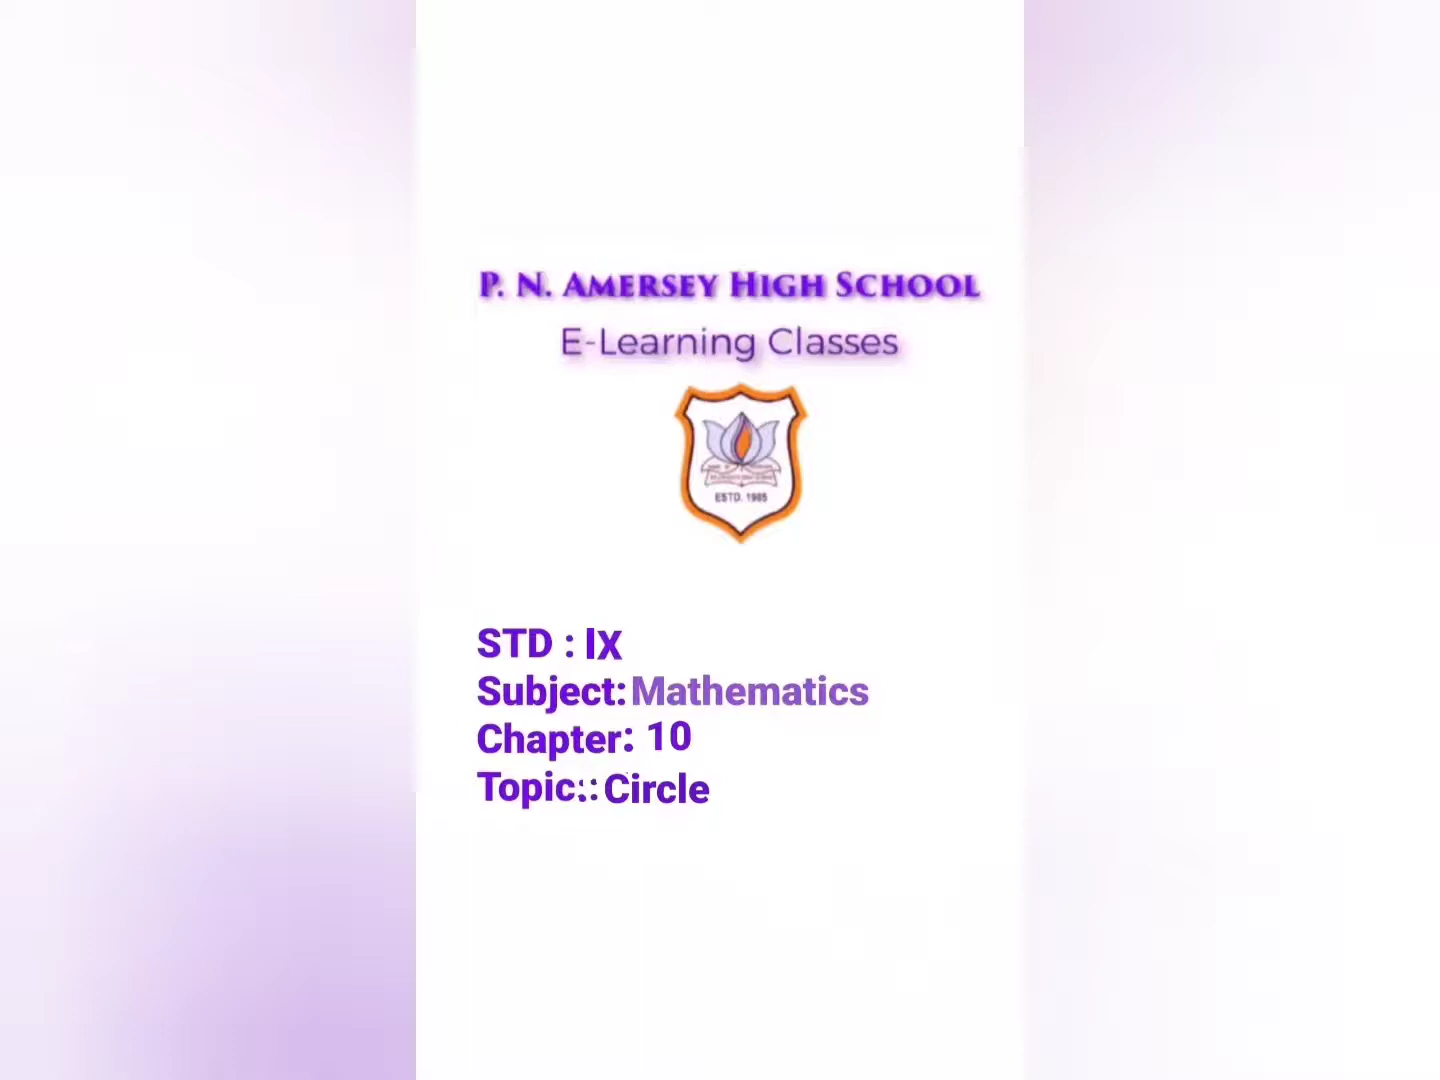 P. N. AMERSEY HIGH SCHOOL
E-Learning Classes
ESTD. 1985
STD : IX
Subject: Mathematics
Chapter: 10
Topic:: Circle